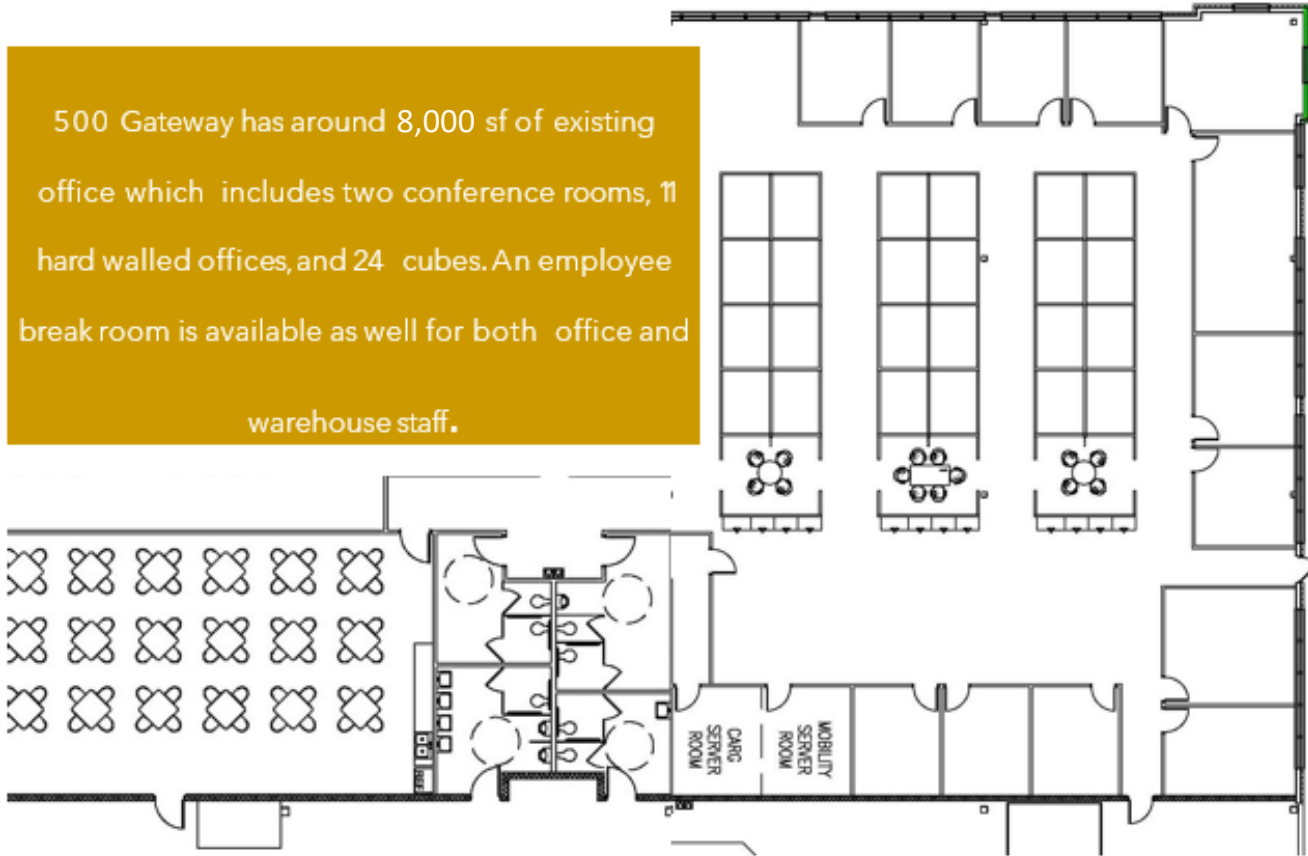 500 Gateway has around 8,000 sf of existing
office which includes two conference rooms, 11
hard walled offices, and 24 cubes. An employee
break room is available as well for both office and
warehouse staff.
CARG
SERVER
ROOM
MOBILITY
SERVER
ROOM
REF